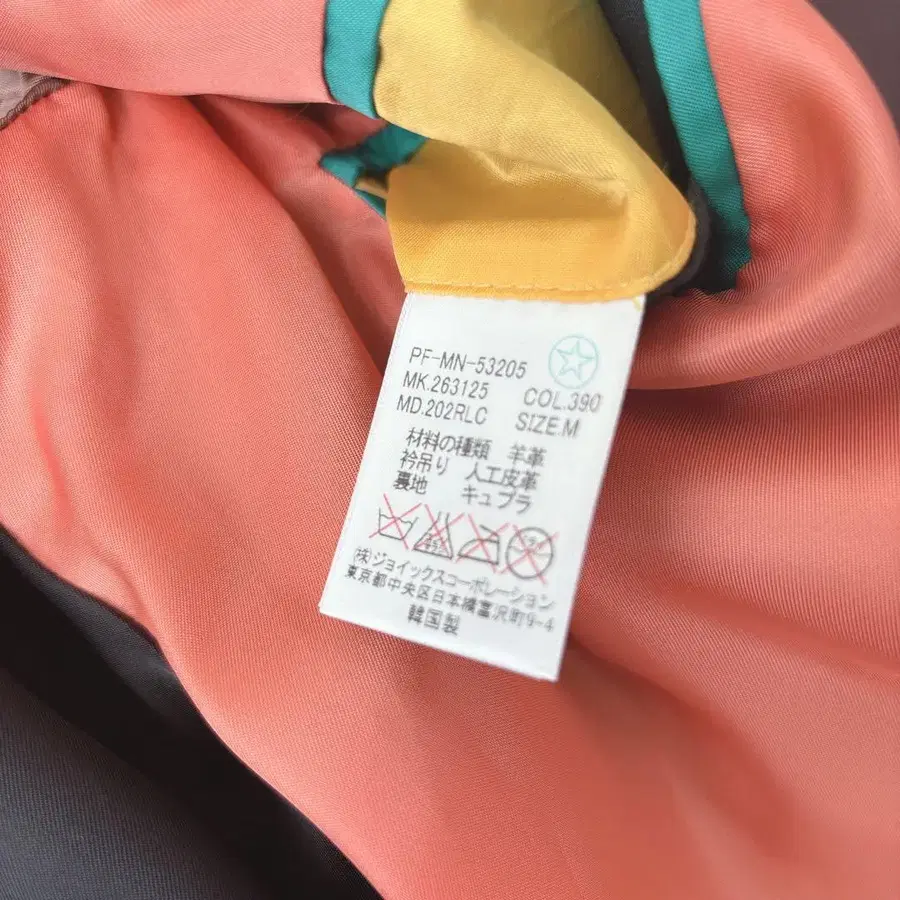 PF-MN-53205
MK.263125 COL.390
MD.202RLC SIZE.M
材料の種類 羊革
衿吊り 人工皮革
裏地 キュプラ
(株)ジョイックスコーポレーション
東京都中央区日本橋富沢町9-4
韓国製